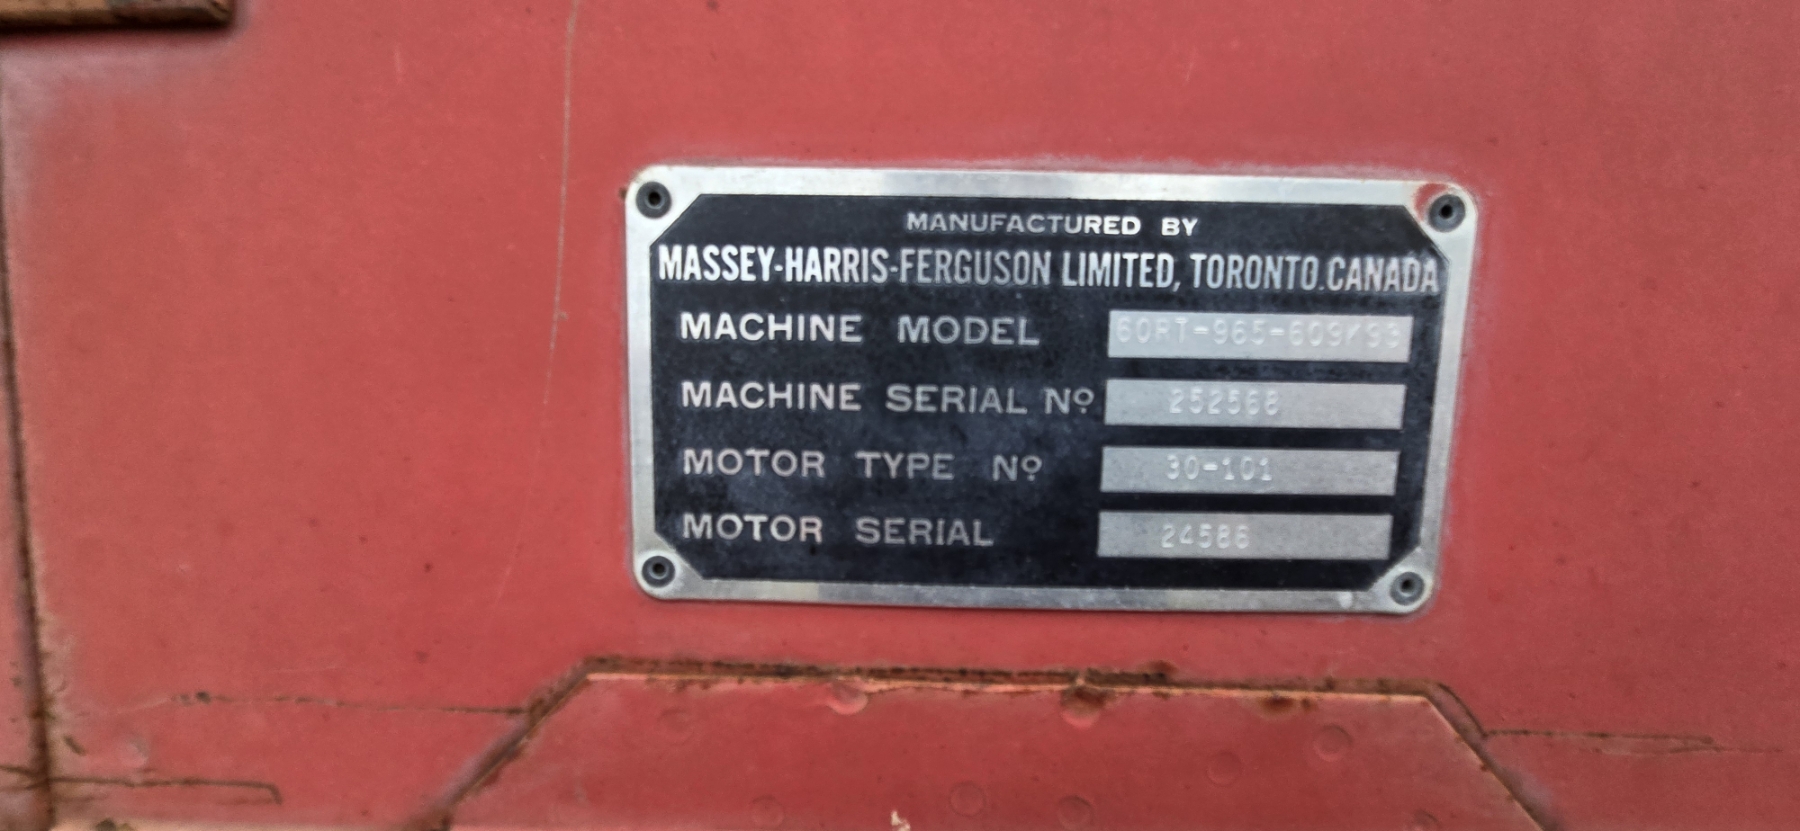 MANUFACTURED BY
MASSEY-HARRIS-FERGUSON LIMITED, TORONTO.CANADA
MACHINE MODEL
MACHINE SERIAL Nº 252568
MOTOR TYPE Nº 30-101
MOTOR SERIAL 24586